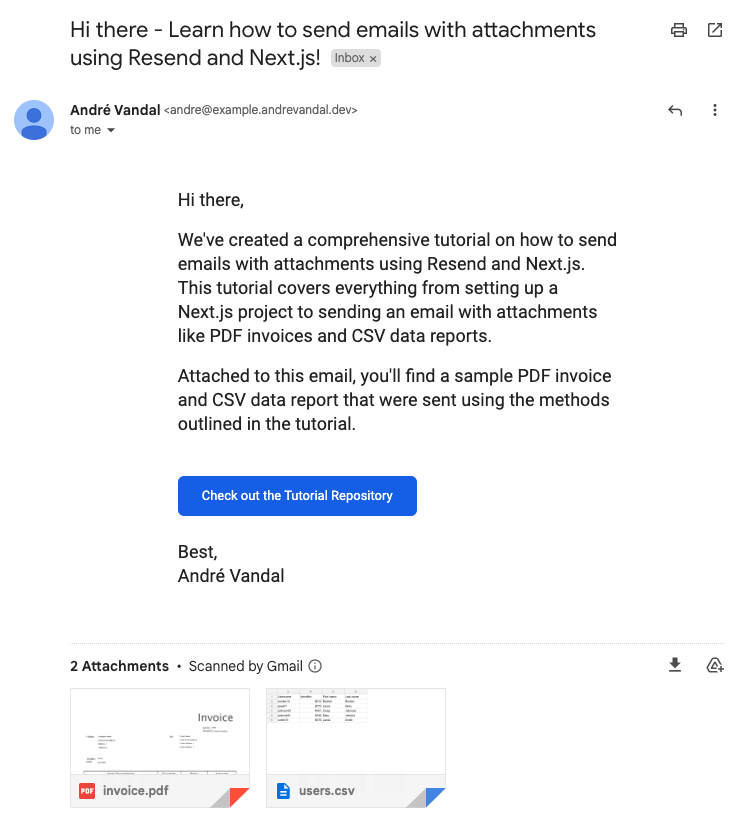 Hi there - Learn how to send emails with attachments
using Resend and Next.js! Inbox ×
André Vandal <andre@example.andrevandal.dev>
to me
Hi there,
We've created a comprehensive tutorial on how to send
emails with attachments using Resend and Next.js.
This tutorial covers everything from setting up a
Next.js project to sending an email with attachments
like PDF invoices and CSV data reports.
Attached to this email, you'll find a sample PDF invoice
and CSV data report that were sent using the methods
outlined in the tutorial.
Check out the Tutorial Repository
Best,
André Vandal
2 Attachments • Scanned by Gmail
Invoice
PDF invoice.pdf
users.csv